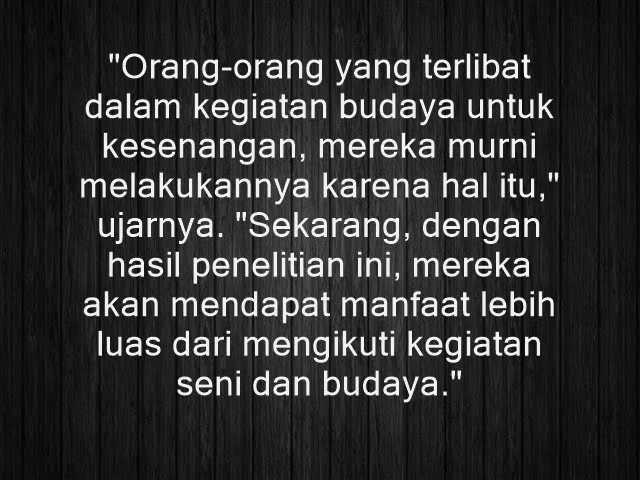 "Orang-orang yang terlibat
dalam kegiatan budaya untuk
kesenangan, mereka murni
melakukannya karena hal itu,"
ujarnya. "Sekarang, dengan
hasil penelitian ini, mereka
akan mendapat manfaat lebih
luas dari mengikuti kegiatan
seni dan budaya."